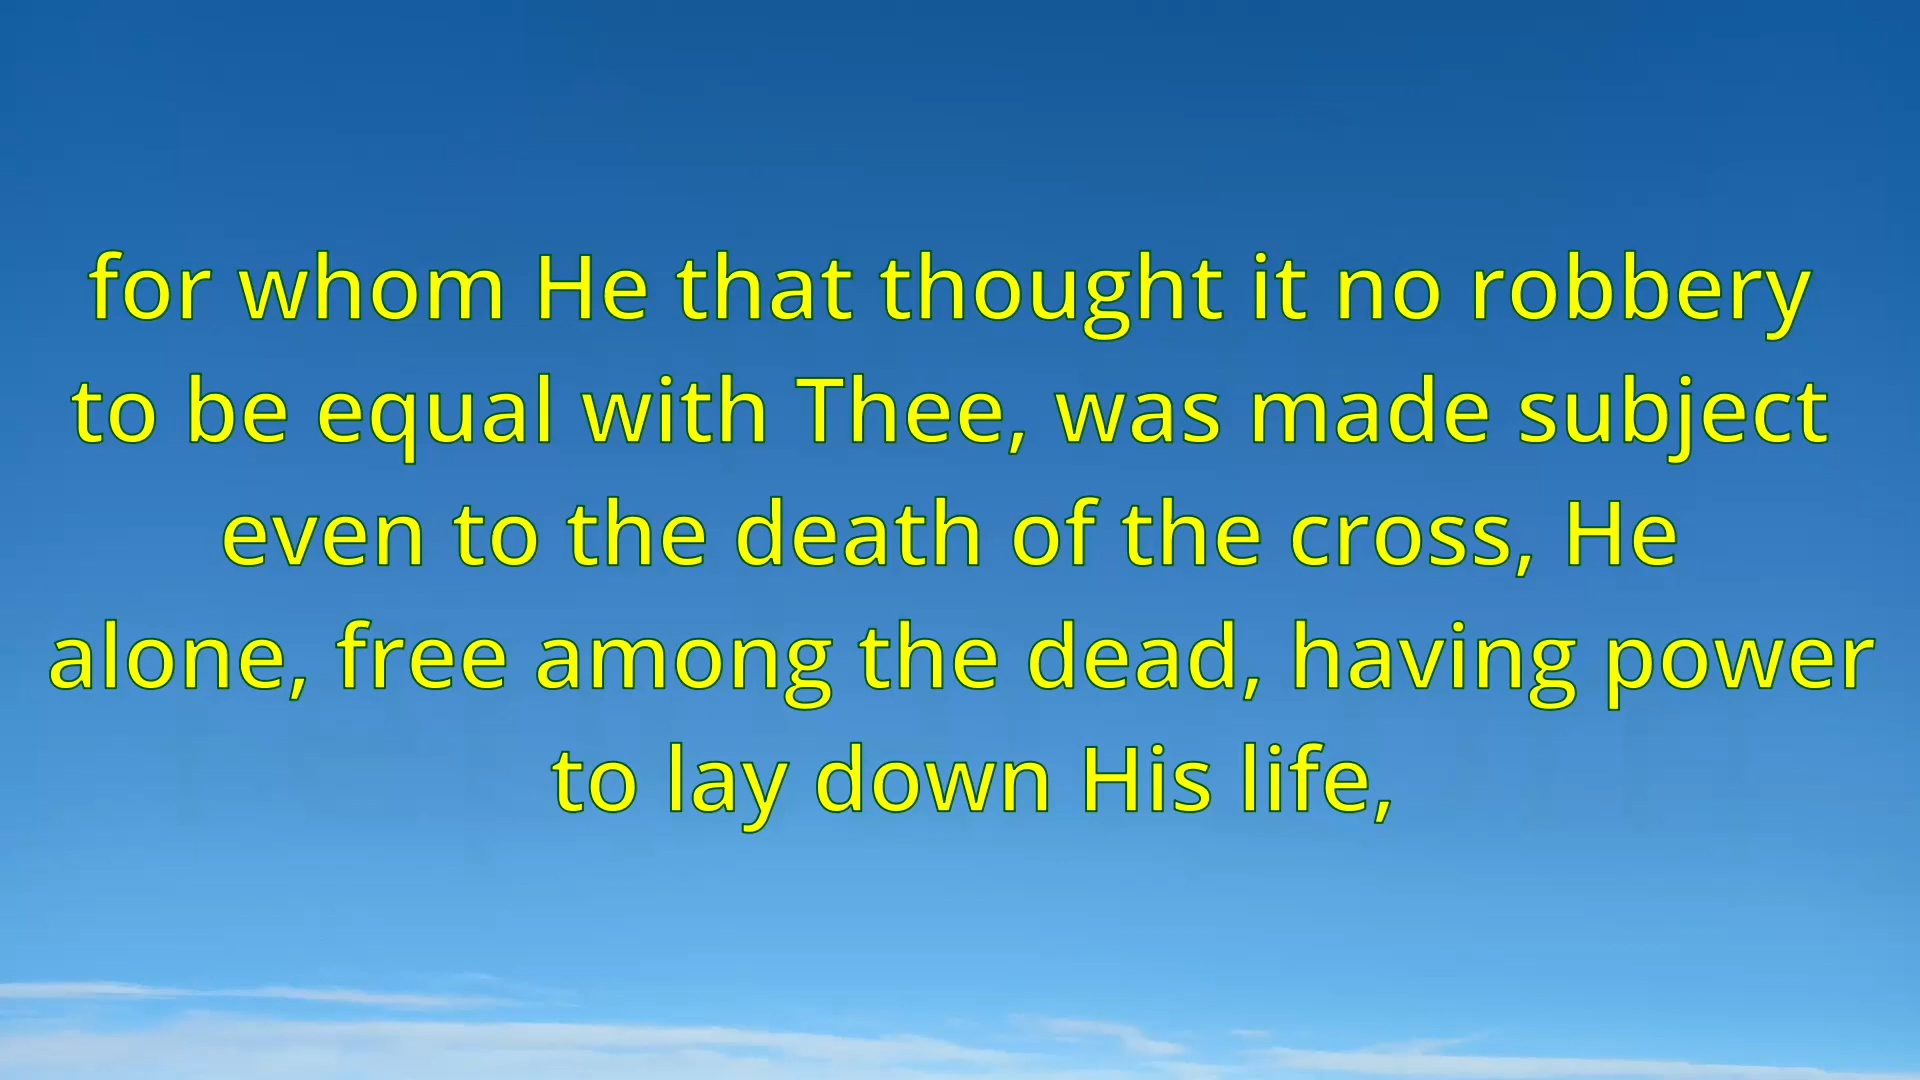 for whom He that thought it no robbery
to be equal with Thee, was made subject
even to the death of the cross, He
alone, free among the dead, having power
to lay down His life,